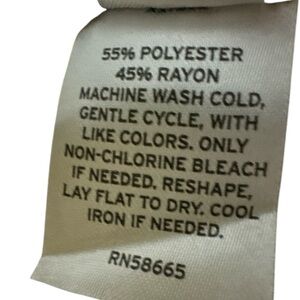 55% POLYESTER
45% RAYON
MACHINE WASH COLD,
GENTLE CYCLE, WITH
LIKE COLORS. ONLY
NON-CHLORINE BLEACH
IF NEEDED. RESHAPE,
LAY FLAT TO DRY. COOL
IRON IF NEEDED.
RN58665